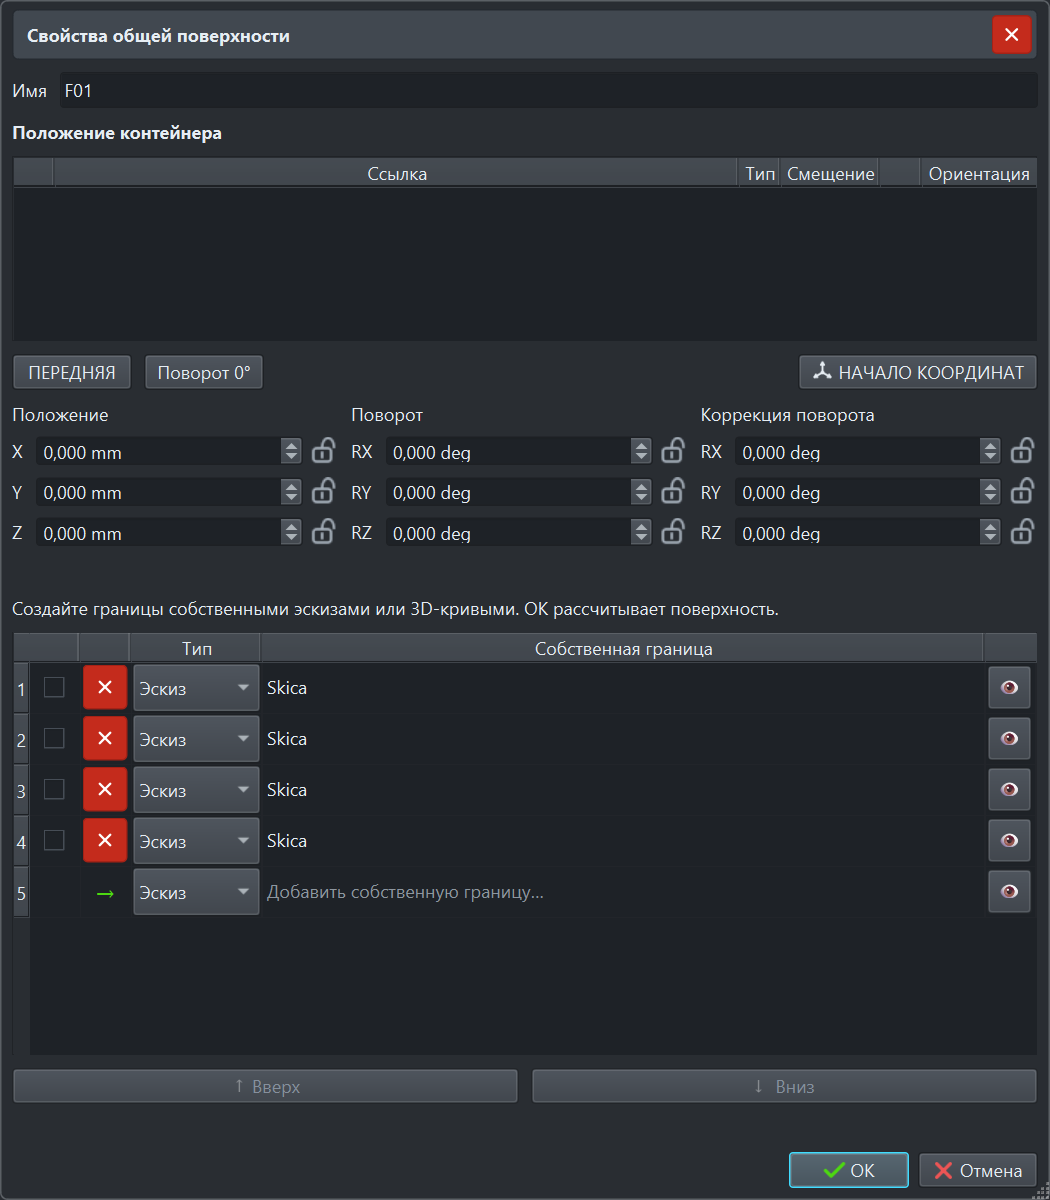 Свойства общей поверхности
Имя F01
Положение контейнера
Ссылка Тип Смещение Ориентация
ПЕРЕДНЯЯ Поворот 0° НАЧАЛО КООРДИНАТ
Положение Поворот Коррекция поворота
X 0,000 mm RX 0,000 deg RX 0,000 deg
Y 0,000 mm RY 0,000 deg RY 0,000 deg
Z 0,000 mm RZ 0,000 deg RZ 0,000 deg
Создайте границы собственными эскизами или 3D-кривыми. ОК рассчитывает поверхность.
Тип Собственная граница
1 Эскиз Skica
2 Эскиз Skica
3 Эскиз Skica
4 Эскиз Skica
5 → Эскиз Добавить собственную границу...
↑ Вверх ↓ Вниз
ОК Отмена